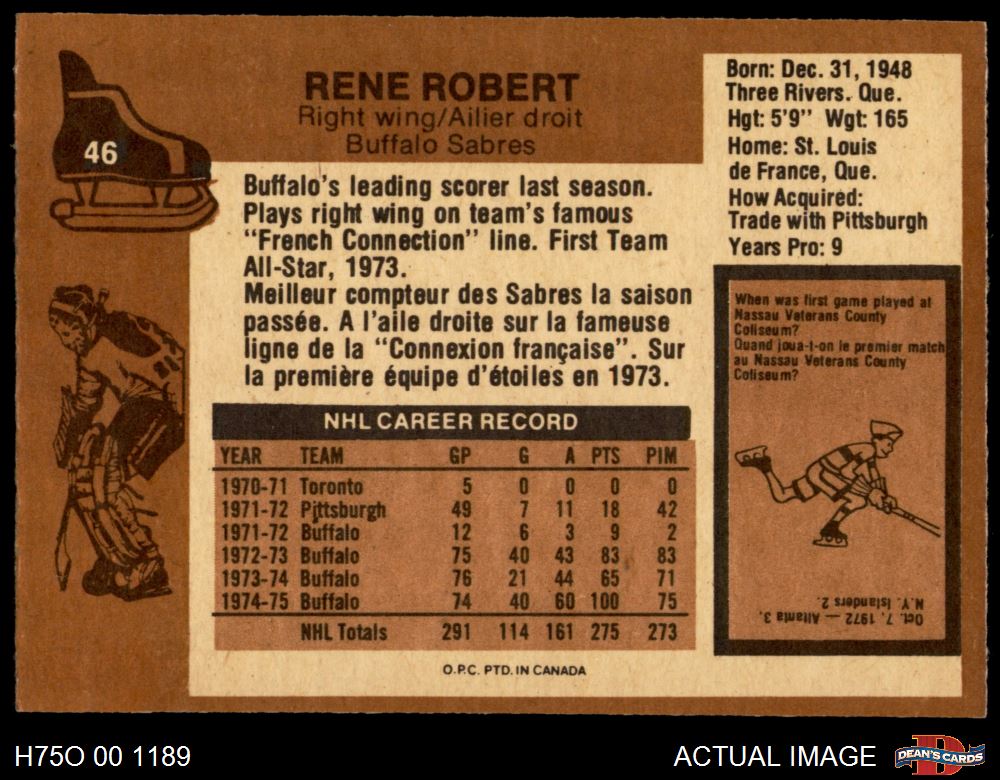 46
RENE ROBERT
Right wing/Ailier droit
Buffalo Sabres
Buffalo's leading scorer last season.
Plays right wing on team's famous
"French Connection" line. First Team
All-Star, 1973.
Meilleur compteur des Sabres la saison
passée. A l'aile droite sur la fameuse
ligne de la "Connexion française". Sur
la première équipe d'étoiles en 1973.
NHL CAREER RECORD
YEAR TEAM GP G A PTS PIM
1970-71 Toronto 5 0 0 0 0
1971-72 Pittsburgh 49 7 11 18 42
1971-72 Buffalo 12 6 3 9 2
1972-73 Buffalo 75 40 43 83 83
1973-74 Buffalo 76 21 44 65 71
1974-75 Buffalo 74 40 60 100 75
NHL Totals 291 114 161 275 273
O.P.C. PTD. IN CANADA
Born: Dec. 31, 1948
Three Rivers. Que.
Hgt: 5'9" Wgt: 165
Home: St. Louis
de France, Que.
How Acquired:
Trade with Pittsburgh
Years Pro: 9
When was first game played at
Nassau Veterans County
Coliseum?
Quand joua-t-on le premier match
au Nassau Veterans County
Coliseum?
Oct. 7, 1972 — Altanta 3,
N.Y. Islanders 2.
H75O 00 1189
ACTUAL IMAGE
D
DEAN'S CARDS